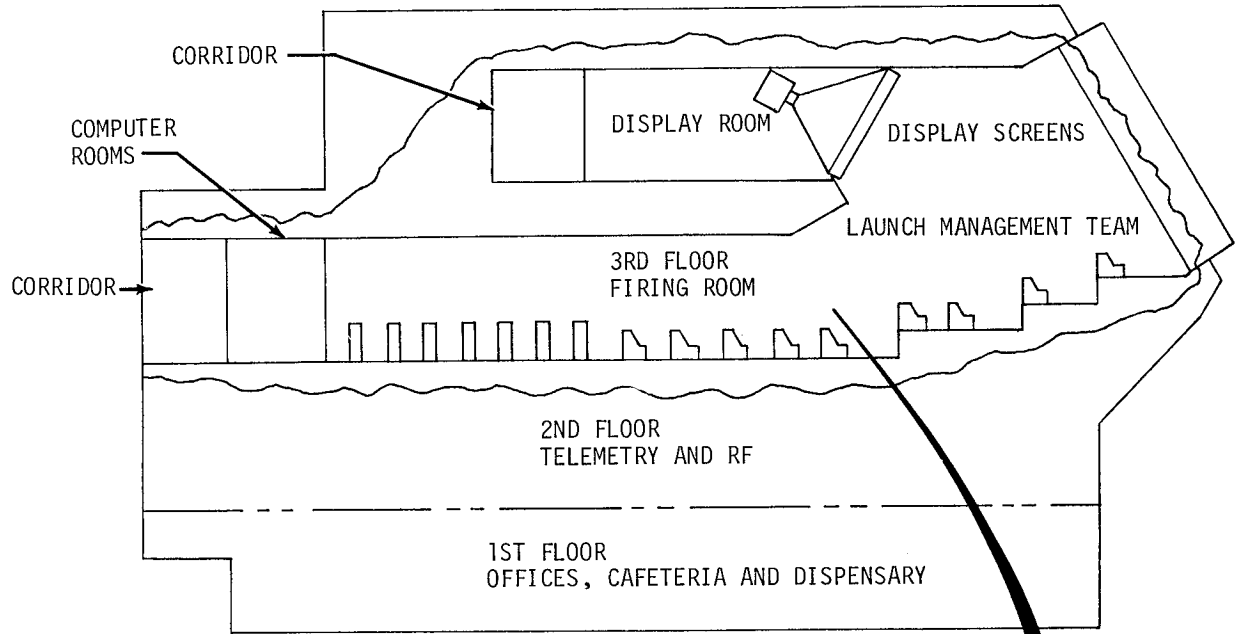 CORRIDOR
DISPLAY ROOM
DISPLAY SCREENS
COMPUTER
ROOMS
LAUNCH MANAGEMENT TEAM
3RD FLOOR
FIRING ROOM
CORRIDOR
2ND FLOOR
TELEMETRY AND RF
1ST FLOOR
OFFICES, CAFETERIA AND DISPENSARY